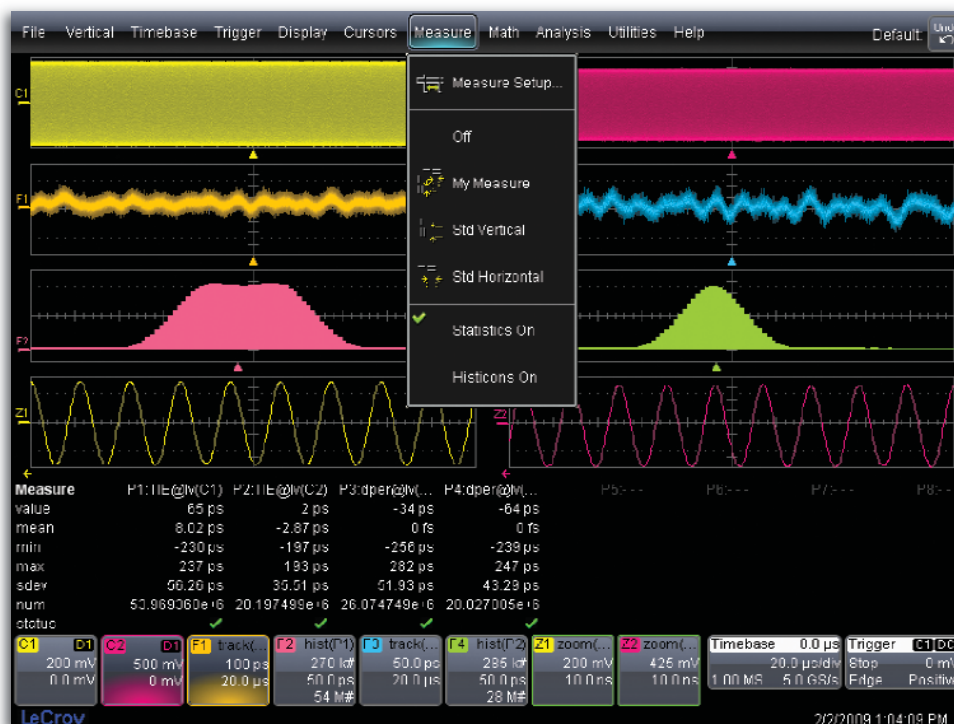 File Vertical Timebase Trigger Display Cursors Measure Math Analysis Utilities Help Default Undo
Measure Setup...
Off
My Measure
Std Vertical
Std Horizontal
Statistics On
Histicons On
C1
F1
F2
Z1 Z2
Measure P1:TIE@lv(C1) P2:TIE@lv(C2) P3:dper@lv(... P4:dper@lv(... P5:--- P6:--- P7:--- P8:---
value 65 ps 2 ps -34 ps -64 ps
mean 8.02 ps -2.87 ps 0 fs 0 fs
min -230 ps -197 ps -256 ps -239 ps
max 237 ps 193 ps 282 ps 247 ps
sdev 56.26 ps 35.51 ps 51.93 ps 43.29 ps
num 53.969360e+6 20.197499e+6 26.074749e+6 20.027005e+6
status
C1 D1 C2 D1 F1 track(... F2 hist(P1) F3 track(... F4 hist(P2) Z1 zoom(... Z2 zoom(... Timebase 0.0 µs Trigger C1 DC
200 mV 500 mV 100 ps 270 k# 50.0 ps 295 k# 200 mV 425 mV 20.0 µs/div Stop 0 mV
0.0 mV 0 mV 20.0 µs 50.0 ps 20.0 µs 50.0 ps 10.0 ns 10.0 ns 1.00 MS 5.0 GS/s Edge Positive
54 M# 28 M#
LeCroy 2/2/2009 1:04:09 PM